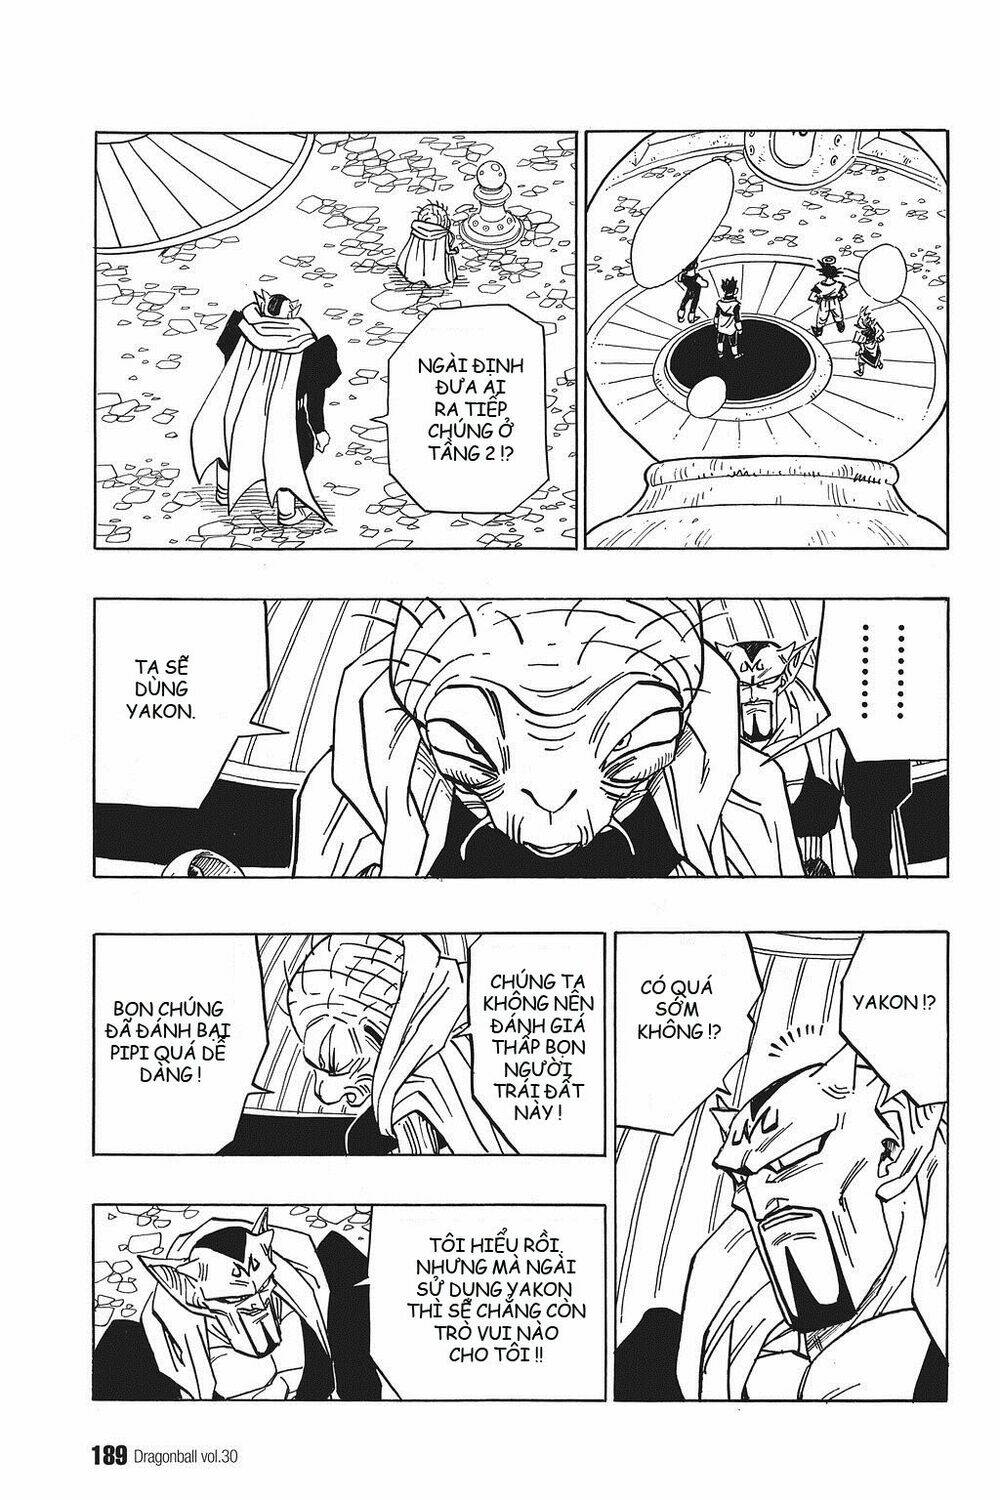 NGÀI ĐỊNH
ĐƯA AI
RA TIẾP
CHÚNG Ở
TẦNG 2 !?
........
........
TA SẼ
DÙNG
YAKON.
YAKON !?
CÓ QUÁ
SỚM
KHÔNG !?
CHÚNG TA
KHÔNG NÊN
ĐÁNH GIÁ
THẤP BỌN
NGƯỜI
TRÁI ĐẤT
NÀY !
BỌN CHÚNG
ĐÃ ĐÁNH BẠI
PIPI QUÁ DỄ
DÀNG !
TÔI HIỂU RỒI.
NHƯNG MÀ NGÀI
SỬ DỤNG YAKON
THÌ SẼ CHẲNG CÒN
TRÒ VUI NÀO
CHO TÔI !!
189 Dragonball vol.30